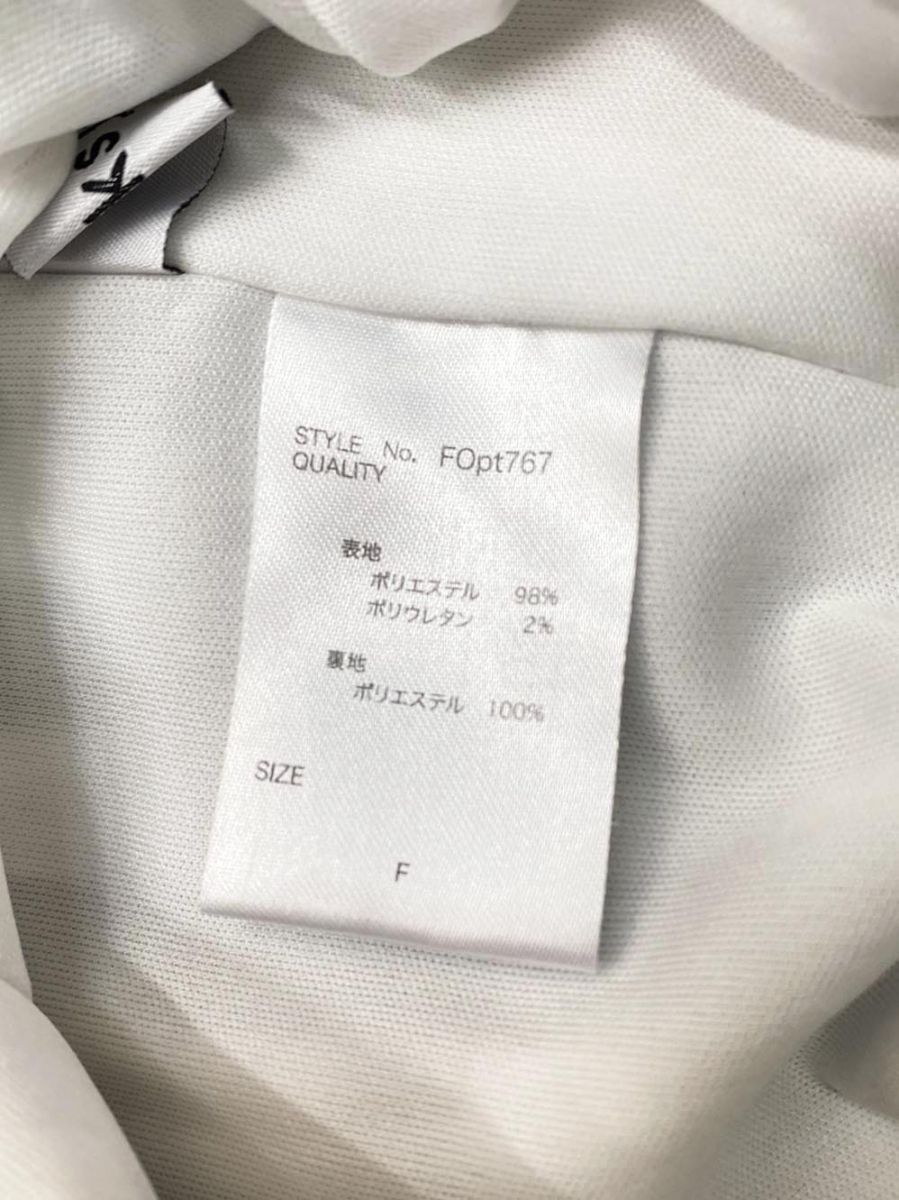 STYLE No. FOpt767
QUALITY
表地
ポリエステル 98%
ポリウレタン 2%
裏地
ポリエステル 100%
SIZE
F